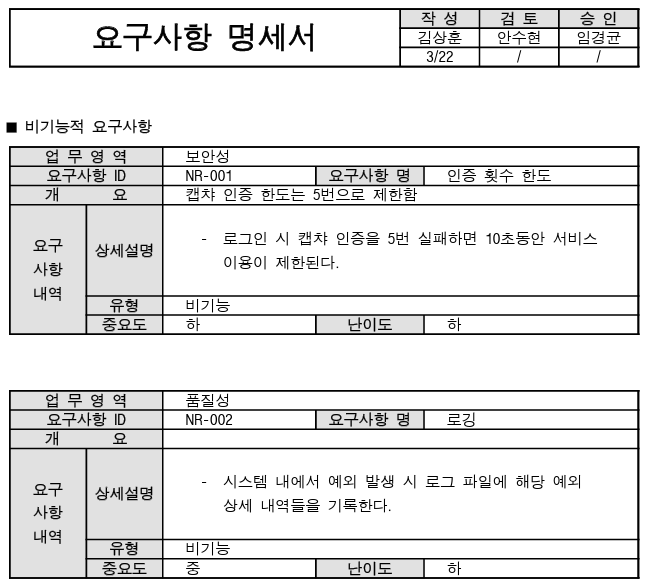 요구사항 명세서
작 성 검 토 승 인
김상훈 안수현 임경균
3/22 / /
■ 비기능적 요구사항
업 무 영 역 보안성
요구사항 ID NR-001 요구사항 명 인증 횟수 한도
개 요 캡챠 인증 한도는 5번으로 제한함
요구
사항
내역
상세설명
- 로그인 시 캡챠 인증을 5번 실패하면 10초동안 서비스
이용이 제한된다.
유형 비기능
중요도 하 난이도 하
업 무 영 역 품질성
요구사항 ID NR-002 요구사항 명 로깅
개 요
요구
사항
내역
상세설명
- 시스템 내에서 예외 발생 시 로그 파일에 해당 예외
상세 내역들을 기록한다.
유형 비기능
중요도 중 난이도 하